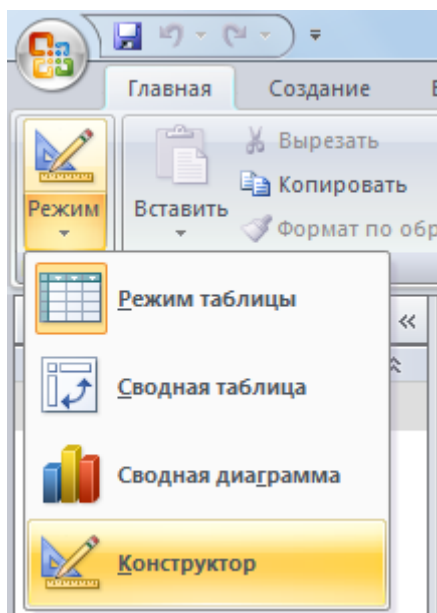 Главная Создание
Вырезать
Копировать
Режим Вставить
Формат по обр
Режим таблицы
Сводная таблица
Сводная диаграмма
Конструктор